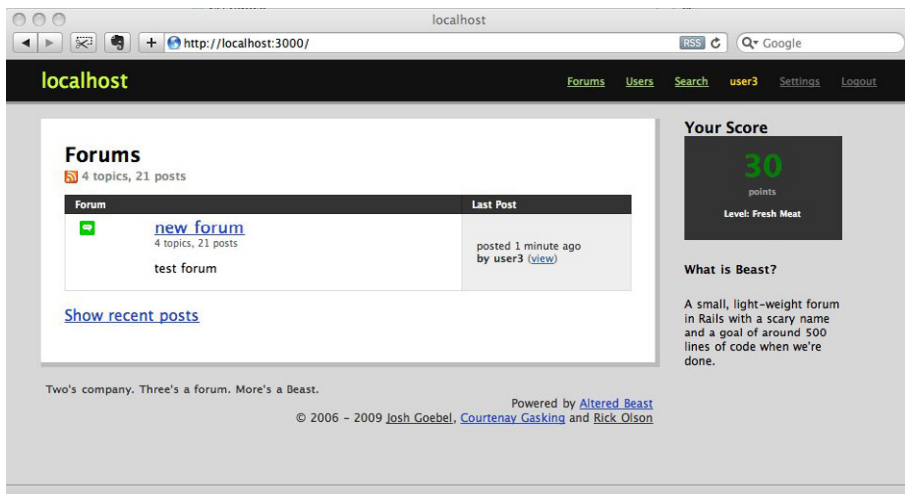 localhost
http://localhost:3000/
RSS
Google
localhost
Forums Users Search user3 Settings Logout
Forums
4 topics, 21 posts
Forum Last Post
new forum
4 topics, 21 posts
test forum
posted 1 minute ago
by user3 (view)
Show recent posts
Your Score
30
points
Level: Fresh Meat
What is Beast?
A small, light-weight forum
in Rails with a scary name
and a goal of around 500
lines of code when we're
done.
Two's company. Three's a forum. More's a Beast.
Powered by Altered Beast
© 2006 – 2009 Josh Goebel, Courtenay Gasking and Rick Olson